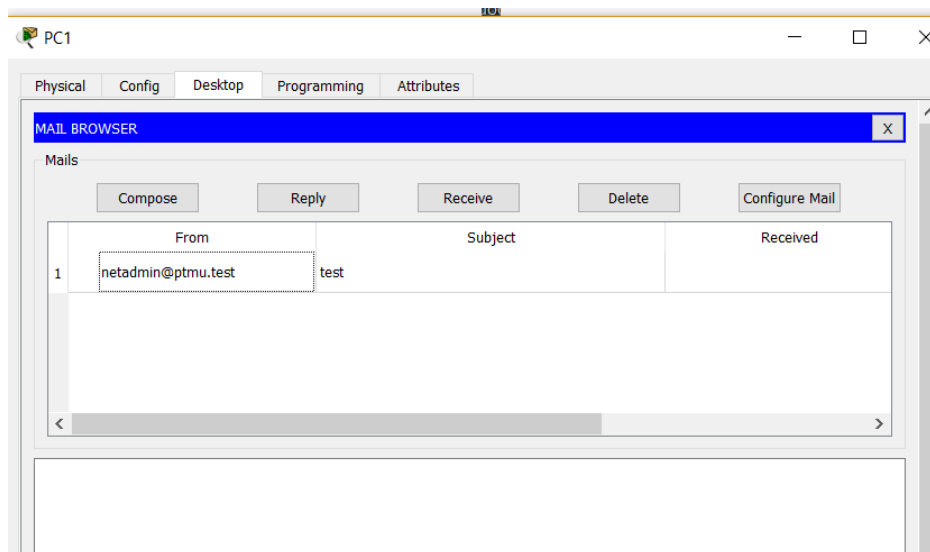 PC1
Physical Config Desktop Programming Attributes
MAIL BROWSER X
Mails
Compose Reply Receive Delete Configure Mail
From Subject Received
1 netadmin@ptmu.test test